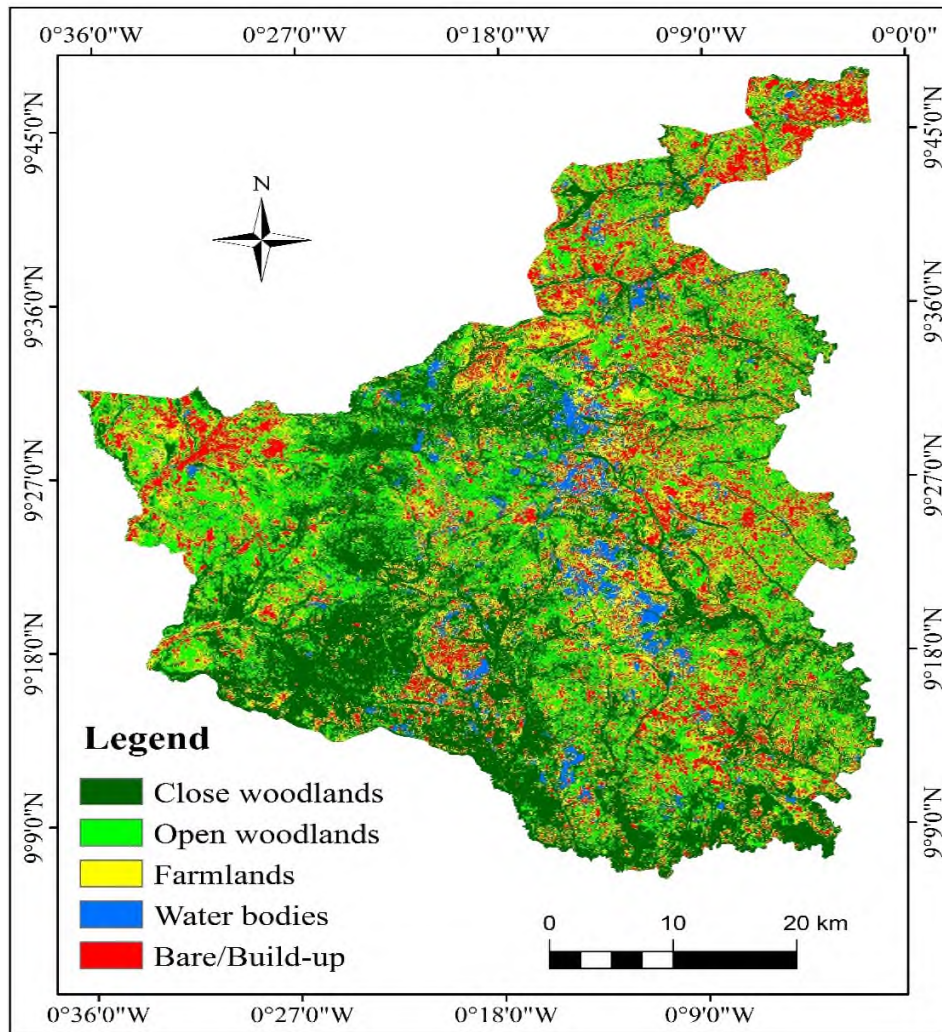 0°36'0"W 0°27'0"W 0°18'0"W 0°9'0"W 0°0'0"
9°45'0"N
9°36'0"N
9°27'0"N
9°18'0"N
9°9'0"N
N
9°45'0"N
9°36'0"N
9°27'0"N
9°18'0"N
9°9'0"N
Legend
Close woodlands
Open woodlands
Farmlands
Water bodies
Bare/Build-up
0 10 20 km
0°36'0"W 0°27'0"W 0°18'0"W 0°9'0"W